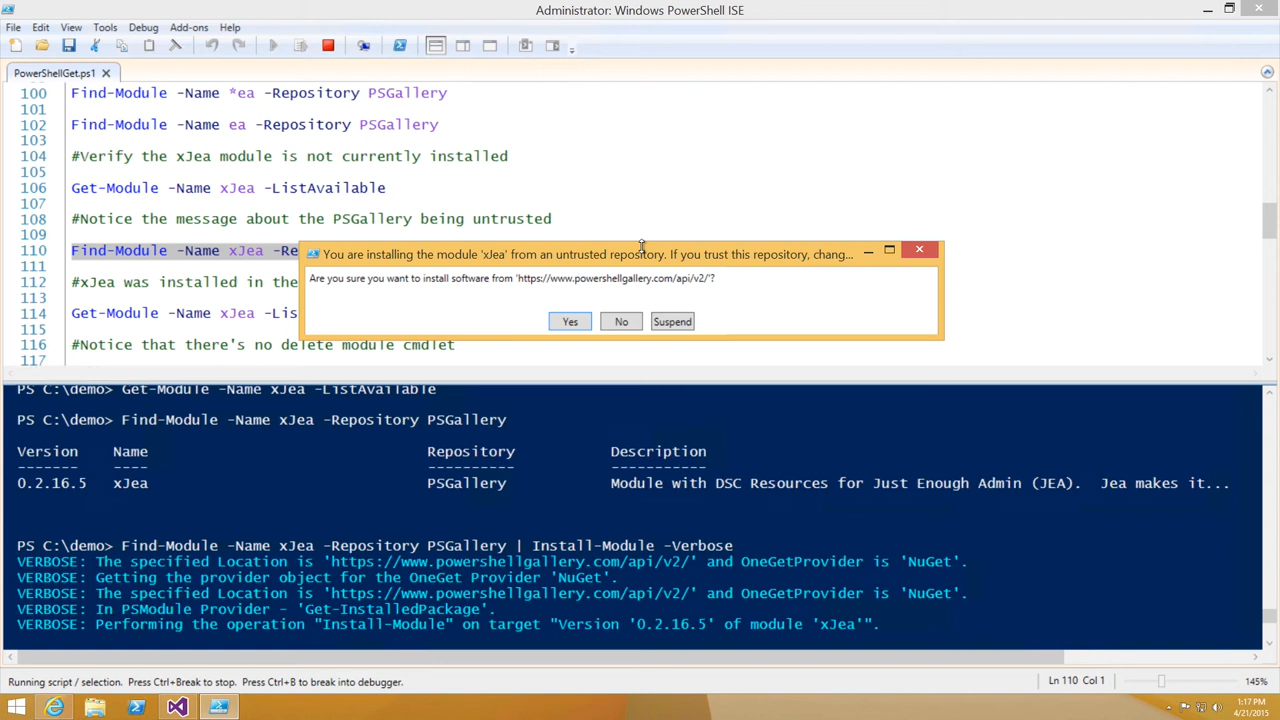 Administrator: Windows PowerShell ISE
File Edit View Tools Debug Add-ons Help
PowerShellGet.ps1
100 Find-Module -Name *ea -Repository PSGallery
101
102 Find-Module -Name ea -Repository PSGallery
103
104 #Verify the xJea module is not currently installed
105
106 Get-Module -Name xJea -ListAvailable
107
108 #Notice the message about the PSGallery being untrusted
109
110 Find-Module -Name xJea -Re
111
112 #xJea was installed in the
113
114 Get-Module -Name xJea -Lis
115
116 #Notice that there's no delete module cmdlet
117
You are installing the module 'xJea' from an untrusted repository. If you trust this repository, chang...
Are you sure you want to install software from 'https://www.powershellgallery.com/api/v2/'?
Yes No Suspend
PS C:\demo> Get-Module -Name xJea -ListAvailable
PS C:\demo> Find-Module -Name xJea -Repository PSGallery
Version Name Repository Description
------- ---- ---------- -----------
0.2.16.5 xJea PSGallery Module with DSC Resources for Just Enough Admin (JEA). Jea makes it...
PS C:\demo> Find-Module -Name xJea -Repository PSGallery | Install-Module -Verbose
VERBOSE: The specified Location is 'https://www.powershellgallery.com/api/v2/' and OneGetProvider is 'NuGet'.
VERBOSE: Getting the provider object for the OneGet Provider 'NuGet'.
VERBOSE: The specified Location is 'https://www.powershellgallery.com/api/v2/' and OneGetProvider is 'NuGet'.
VERBOSE: In PSModule Provider - 'Get-InstalledPackage'.
VERBOSE: Performing the operation "Install-Module" on target "Version '0.2.16.5' of module 'xJea'".
Running script / selection. Press Ctrl+Break to stop. Press Ctrl+B to break into debugger.
Ln 110 Col 1
145%
1:17 PM
4/21/2015